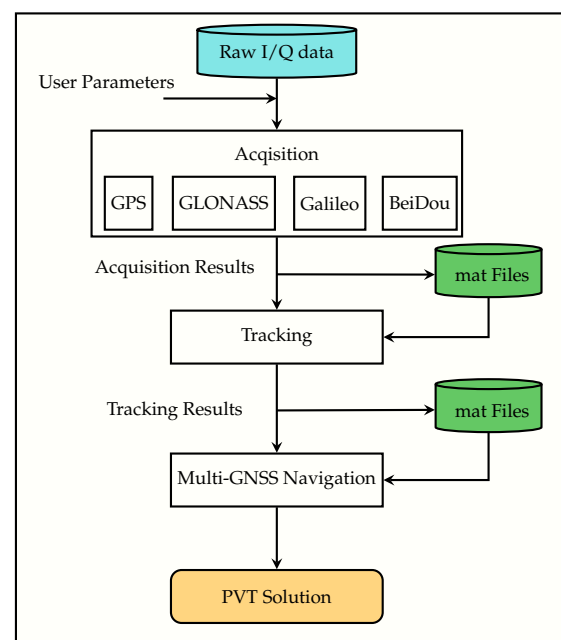 Raw I/Q data
User Parameters
Acqisition
GPS
GLONASS
Galileo
BeiDou
Acquisition Results
mat Files
Tracking
Tracking Results
mat Files
Multi-GNSS Navigation
PVT Solution